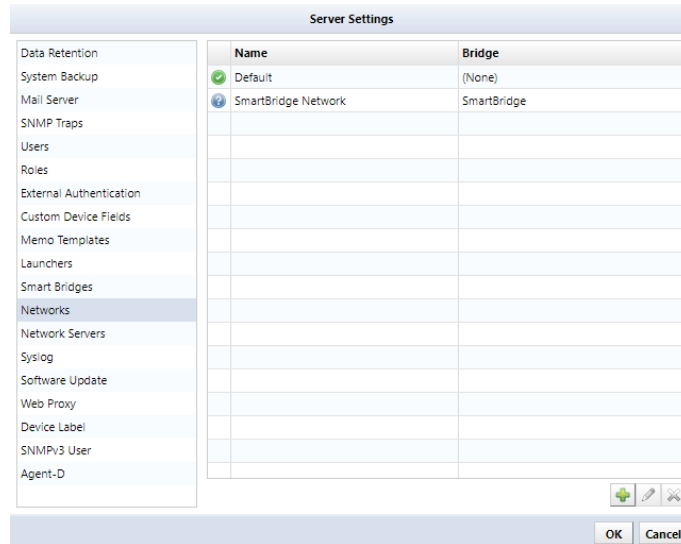 Server Settings
Data Retention
System Backup
Mail Server
SNMP Traps
Users
Roles
External Authentication
Custom Device Fields
Memo Templates
Launchers
Smart Bridges
Networks
Network Servers
Syslog
Software Update
Web Proxy
Device Label
SNMPv3 User
Agent-D
Name Bridge
Default (None)
SmartBridge Network SmartBridge
OK Cancel